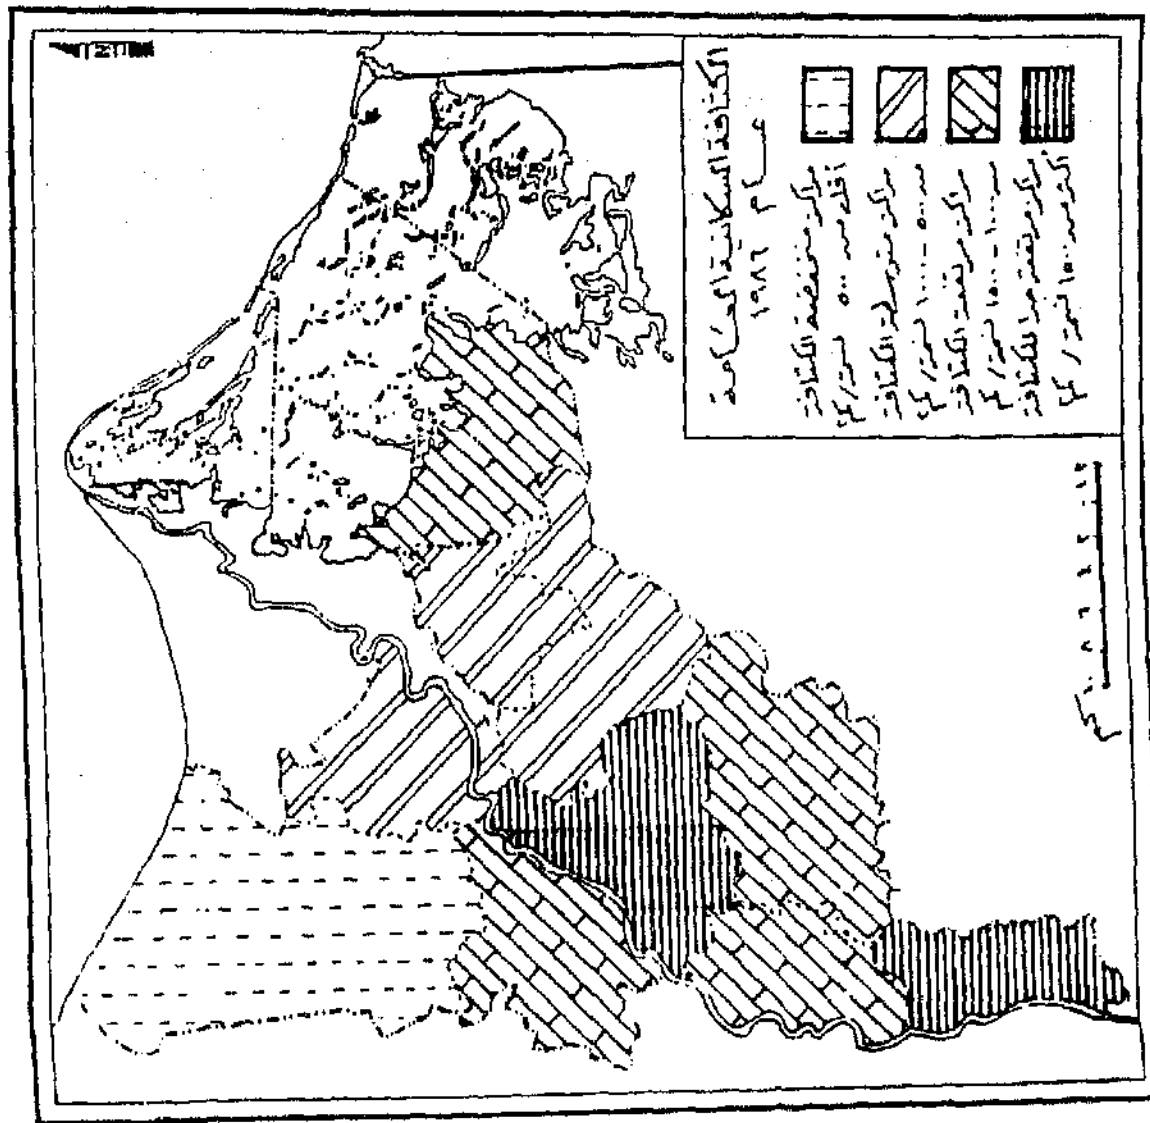 الكثافة السكانية العامة
عام ١٩٨٦
مراكز منخفضة الكثافة
أقل من ٥٠٠ نسمة/كم٢
مراكز متوسطة الكثافة
من ٥٠٠ - ١٠٠٠ نسمة/كم٢
مراكز مرتفعة الكثافة
من ١٠٠٠ - ١٥٠٠ نسمة/كم٢
مراكز مرتفعة جدا للكثافة
أكثر من ١٥٠٠ نسمة/كم٢
كم